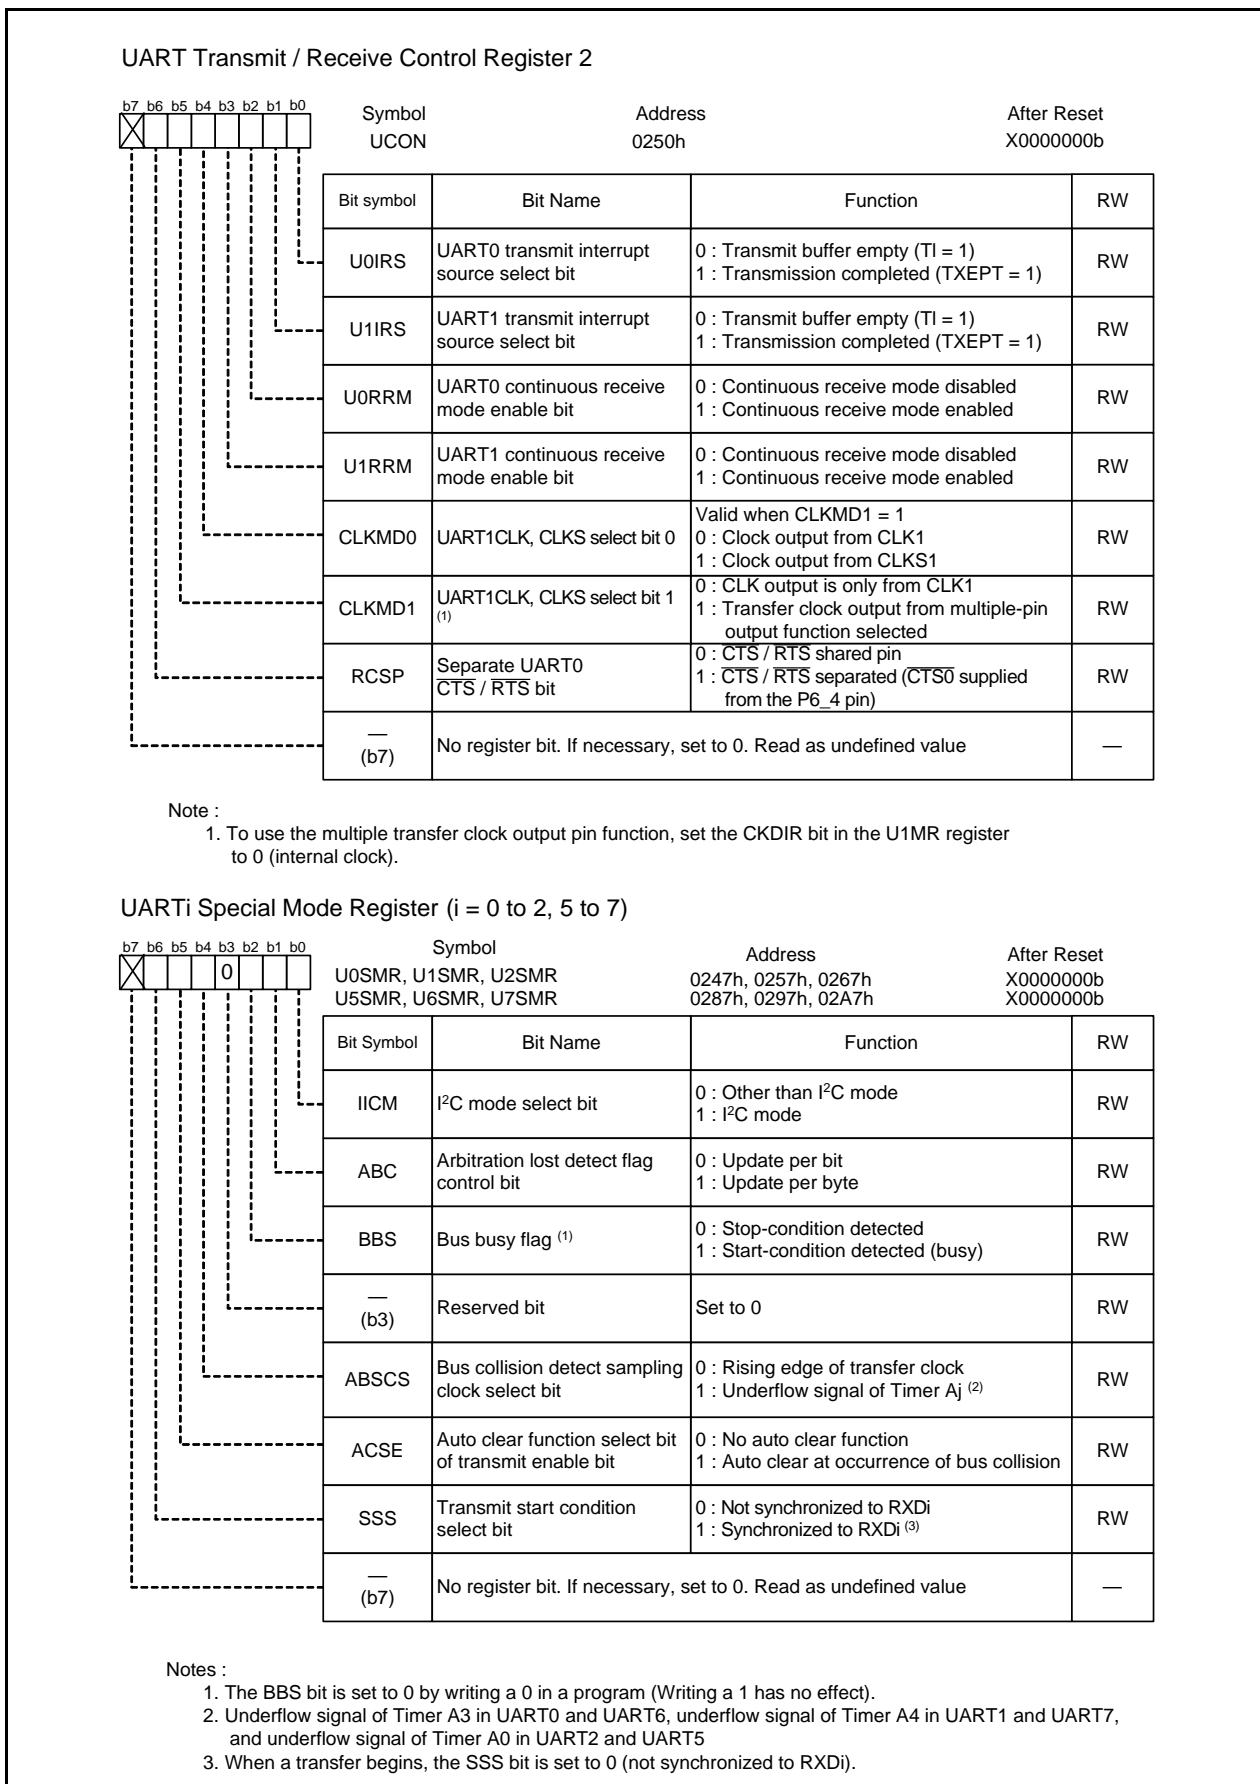 UART Transmit / Receive Control Register 2
b7 b6 b5 b4 b3 b2 b1 b0
Symbol Address After Reset
UCON 0250h X0000000b
Bit symbol Bit Name Function RW
U0IRS UART0 transmit interrupt source select bit 0 : Transmit buffer empty (TI = 1) RW
1 : Transmission completed (TXEPT = 1)
U1IRS UART1 transmit interrupt source select bit 0 : Transmit buffer empty (TI = 1) RW
1 : Transmission completed (TXEPT = 1)
U0RRM UART0 continuous receive mode enable bit 0 : Continuous receive mode disabled RW
1 : Continuous receive mode enabled
U1RRM UART1 continuous receive mode enable bit 0 : Continuous receive mode disabled RW
1 : Continuous receive mode enabled
CLKMD0 UART1CLK, CLKS select bit 0 Valid when CLKMD1 = 1 RW
0 : Clock output from CLK1
1 : Clock output from CLKS1
CLKMD1 UART1CLK, CLKS select bit 1 (1) 0 : CLK output is only from CLK1 RW
1 : Transfer clock output from multiple-pin
output function selected
RCSP Separate UART0 CTS / RTS bit 0 : CTS / RTS shared pin RW
1 : CTS / RTS separated (CTS0 supplied
from the P6_4 pin)
— (b7) No register bit. If necessary, set to 0. Read as undefined value —
Note :
1. To use the multiple transfer clock output pin function, set the CKDIR bit in the U1MR register
to 0 (internal clock).
UARTi Special Mode Register (i = 0 to 2, 5 to 7)
b7 b6 b5 b4 b3 b2 b1 b0
0
Symbol Address After Reset
U0SMR, U1SMR, U2SMR 0247h, 0257h, 0267h X0000000b
U5SMR, U6SMR, U7SMR 0287h, 0297h, 02A7h X0000000b
Bit Symbol Bit Name Function RW
IICM I²C mode select bit 0 : Other than I²C mode RW
1 : I²C mode
ABC Arbitration lost detect flag control bit 0 : Update per bit RW
1 : Update per byte
BBS Bus busy flag (1) 0 : Stop-condition detected RW
1 : Start-condition detected (busy)
— (b3) Reserved bit Set to 0 RW
ABSCS Bus collision detect sampling clock select bit 0 : Rising edge of transfer clock RW
1 : Underflow signal of Timer Aj (2)
ACSE Auto clear function select bit of transmit enable bit 0 : No auto clear function RW
1 : Auto clear at occurrence of bus collision
SSS Transmit start condition select bit 0 : Not synchronized to RXDi RW
1 : Synchronized to RXDi (3)
— (b7) No register bit. If necessary, set to 0. Read as undefined value —
Notes :
1. The BBS bit is set to 0 by writing a 0 in a program (Writing a 1 has no effect).
2. Underflow signal of Timer A3 in UART0 and UART6, underflow signal of Timer A4 in UART1 and UART7,
and underflow signal of Timer A0 in UART2 and UART5
3. When a transfer begins, the SSS bit is set to 0 (not synchronized to RXDi).